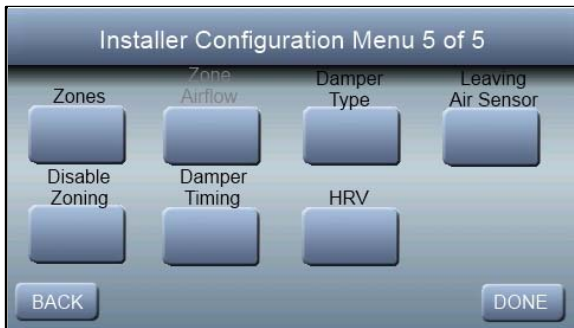 Installer Configuration Menu 5 of 5
Zones
Zone
Airflow
Damper
Type
Leaving
Air Sensor
Disable
Zoning
Damper
Timing
HRV
BACK
DONE